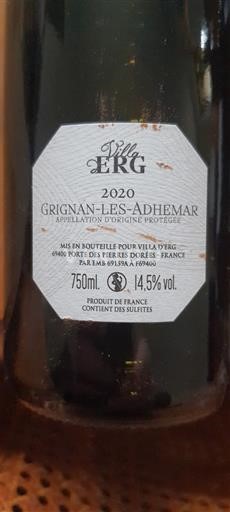 Villa
ERG
2020
GRIGNAN-LES-ADHEMAR
APPELLATION D'ORIGINE PROTÉGÉE
MIS EN BOUTEILLE POUR VILLA D'ERG
69400 PORTE DES PIERRES DORÉES - FRANCE
PAR EMB 69159A À F69400
750ml. 14,5% vol.
PRODUIT DE FRANCE
CONTIENT DES SULFITES